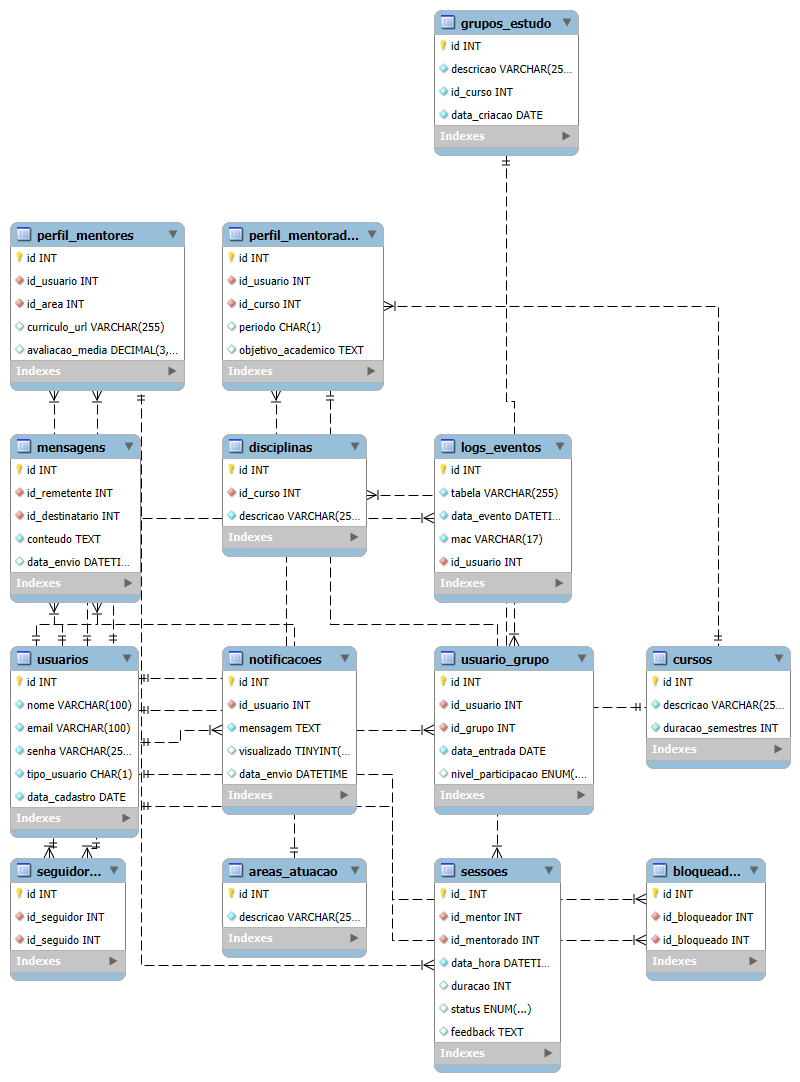 grupos_estudo
id INT
descricao VARCHAR(25...
id_curso INT
data_criacao DATE
Indexes
perfil_mentores
id INT
id_usuario INT
id_area INT
curriculo_url VARCHAR(255)
avaliacao_media DECIMAL(3,...
Indexes
perfil_mentorad...
id INT
id_usuario INT
id_curso INT
periodo CHAR(1)
objetivo_academico TEXT
Indexes
mensagens
id INT
id_remetente INT
id_destinatario INT
conteudo TEXT
data_envio DATETI...
Indexes
disciplinas
id INT
id_curso INT
descricao VARCHAR(25...
Indexes
logs_eventos
id INT
tabela VARCHAR(255)
data_evento DATETI...
mac VARCHAR(17)
id_usuario INT
Indexes
usuarios
id INT
nome VARCHAR(100)
email VARCHAR(100)
senha VARCHAR(25...
tipo_usuario CHAR(1)
data_cadastro DATE
Indexes
notificacoes
id INT
id_usuario INT
mensagem TEXT
visualizado TINYINT(...
data_envio DATETIME
Indexes
usuario_grupo
id INT
id_usuario INT
id_grupo INT
data_entrada DATE
nivel_participacao ENUM(...
Indexes
cursos
id INT
descricao VARCHAR(25...
duracao_semestres INT
Indexes
seguidor...
id INT
id_seguidor INT
id_seguido INT
Indexes
areas_atuacao
id INT
descricao VARCHAR(25...
Indexes
sessoes
id_ INT
id_mentor INT
id_mentorado INT
data_hora DATETI...
duracao INT
status ENUM(...)
feedback TEXT
Indexes
bloquead...
id INT
id_bloqueador INT
id_bloqueado INT
Indexes